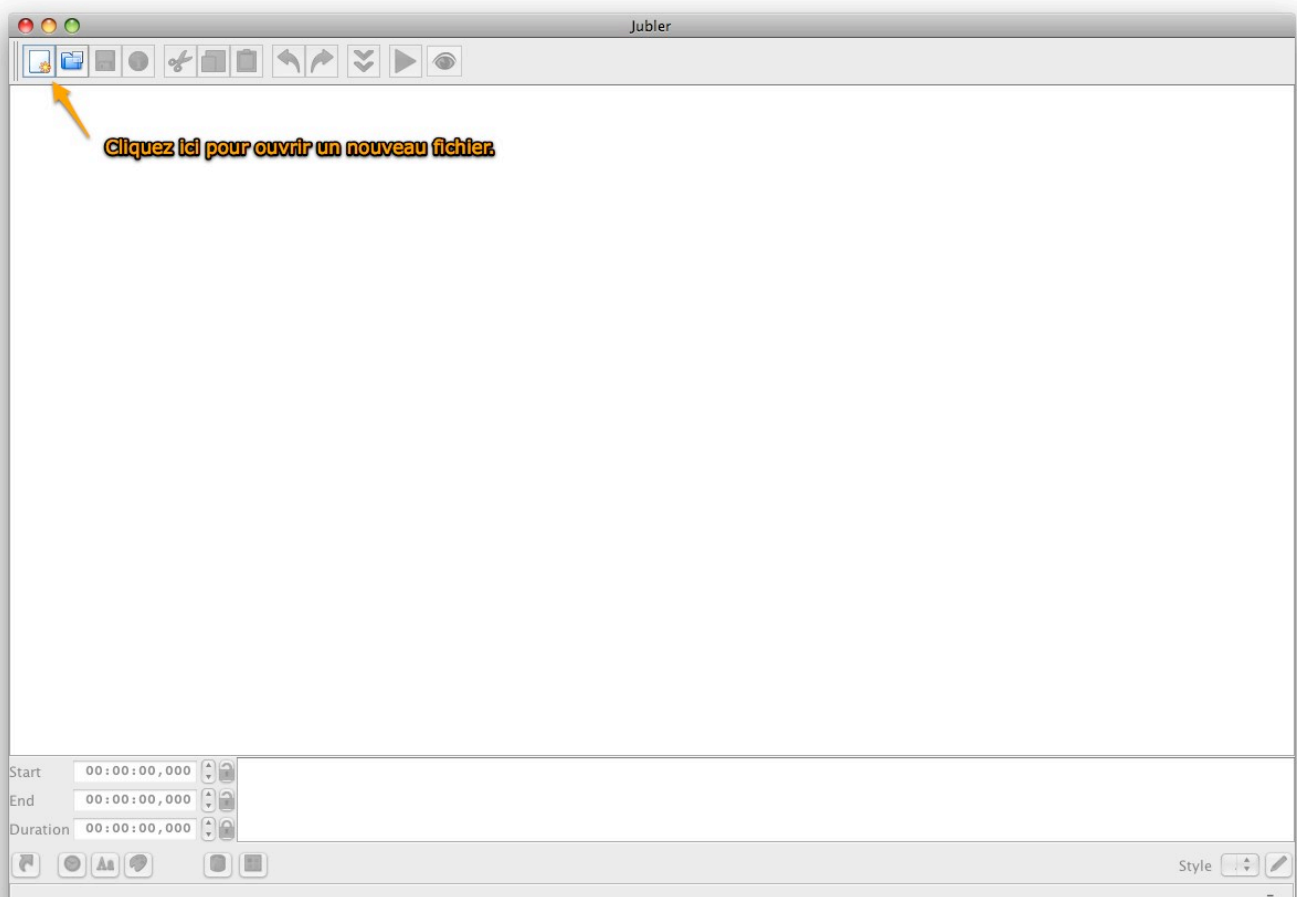 Jubler
Cliquez ici pour ouvrir un nouveau fichier.
Start 00:00:00,000
End 00:00:00,000
Duration 00:00:00,000
Aa
Style